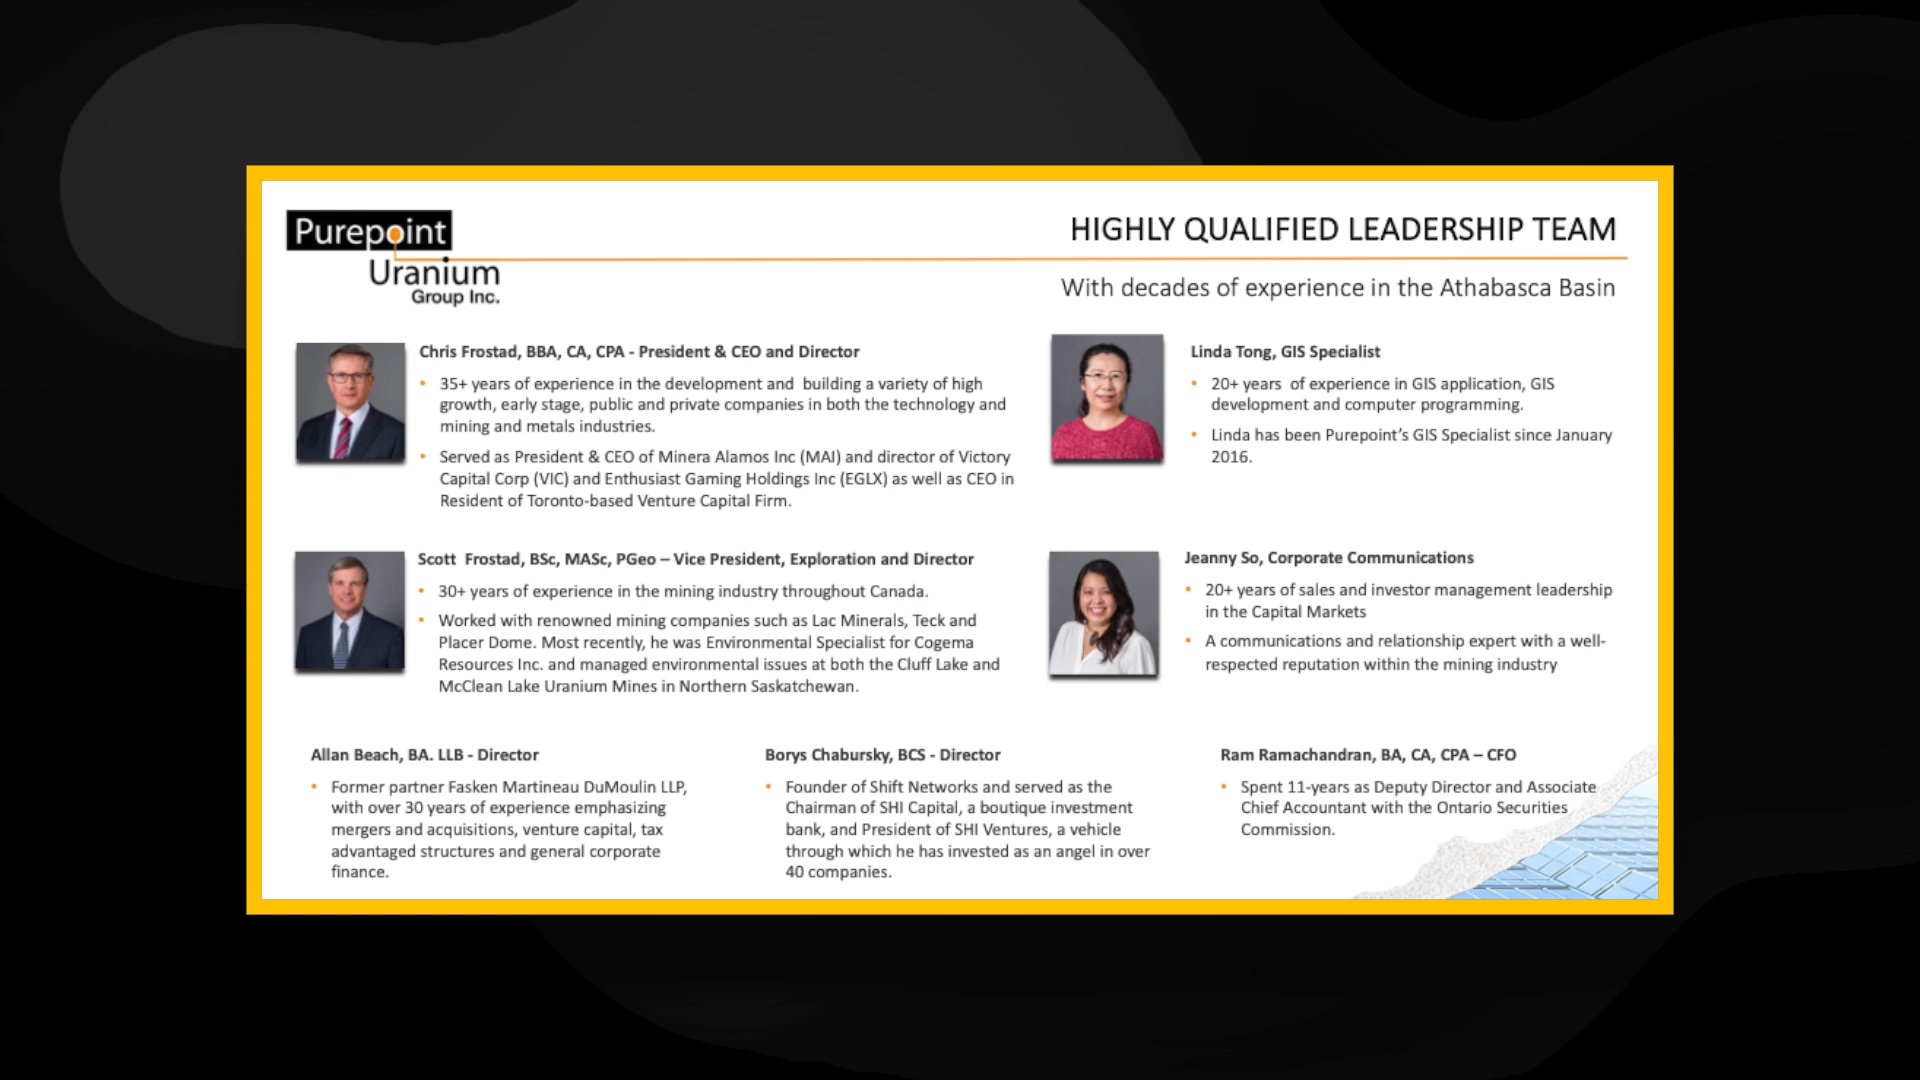 Purepoint
Uranium
Group Inc.
HIGHLY QUALIFIED LEADERSHIP TEAM
With decades of experience in the Athabasca Basin
Chris Frostad, BBA, CA, CPA - President & CEO and Director
• 35+ years of experience in the development and  building a variety of high
growth, early stage, public and private companies in both the technology and
mining and metals industries.
• Served as President & CEO of Minera Alamos Inc (MAI) and director of Victory
Capital Corp (VIC) and Enthusiast Gaming Holdings Inc (EGLX) as well as CEO in
Resident of Toronto-based Venture Capital Firm.
Linda Tong, GIS Specialist
• 20+ years  of experience in GIS application, GIS
development and computer programming.
• Linda has been Purepoint’s GIS Specialist since January
2016.
Scott  Frostad, BSc, MASc, PGeo – Vice President, Exploration and Director
• 30+ years of experience in the mining industry throughout Canada.
• Worked with renowned mining companies such as Lac Minerals, Teck and
Placer Dome. Most recently, he was Environmental Specialist for Cogema
Resources Inc. and managed environmental issues at both the Cluff Lake and
McClean Lake Uranium Mines in Northern Saskatchewan.
Jeanny So, Corporate Communications
• 20+ years of sales and investor management leadership
in the Capital Markets
• A communications and relationship expert with a well-
respected reputation within the mining industry
Allan Beach, BA. LLB - Director
• Former partner Fasken Martineau DuMoulin LLP,
with over 30 years of experience emphasizing
mergers and acquisitions, venture capital, tax
advantaged structures and general corporate
finance.
Borys Chabursky, BCS - Director
• Founder of Shift Networks and served as the
Chairman of SHI Capital, a boutique investment
bank, and President of SHI Ventures, a vehicle
through which he has invested as an angel in over
40 companies.
Ram Ramachandran, BA, CA, CPA – CFO
• Spent 11-years as Deputy Director and Associate
Chief Accountant with the Ontario Securities
Commission.